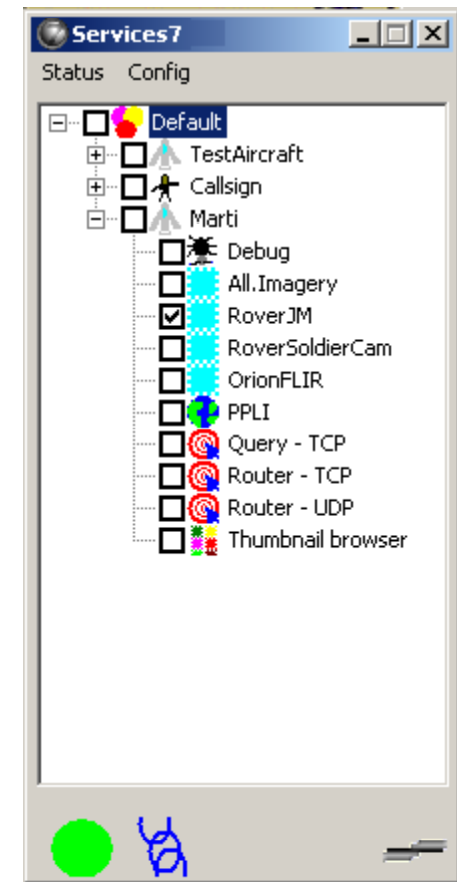 Services7
Status Config
Default
TestAircraft
Callsign
Marti
Debug
All.Imagery
RoverJM
RoverSoldierCam
OrionFLIR
PPLI
Query - TCP
Router - TCP
Router - UDP
Thumbnail browser